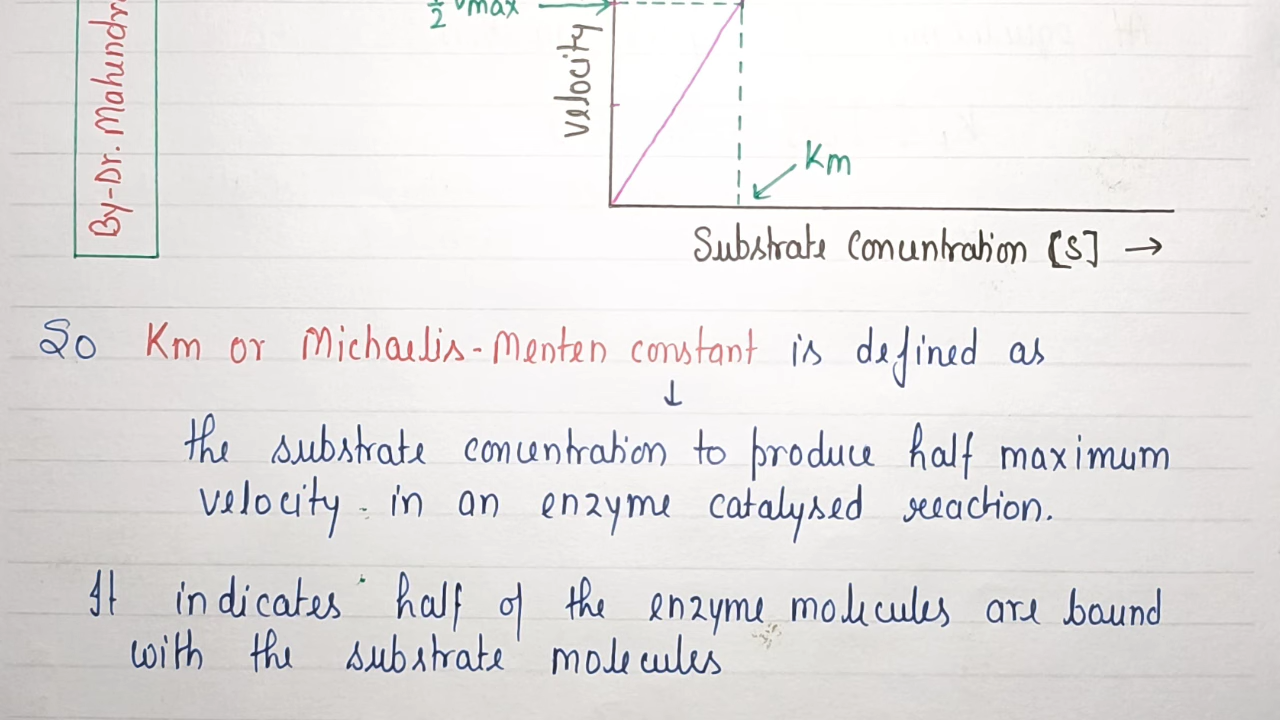 By-Dr. Mahendr
½ Vmax →
velocity
Km
Substrate Concentration [S] →
So Km or Michaelis-Menten constant is defined as
↓
the substrate concentration to produce half maximum
velocity in an enzyme catalysed reaction.
It indicates half of the enzyme molecules are bound
with the substrate molecules